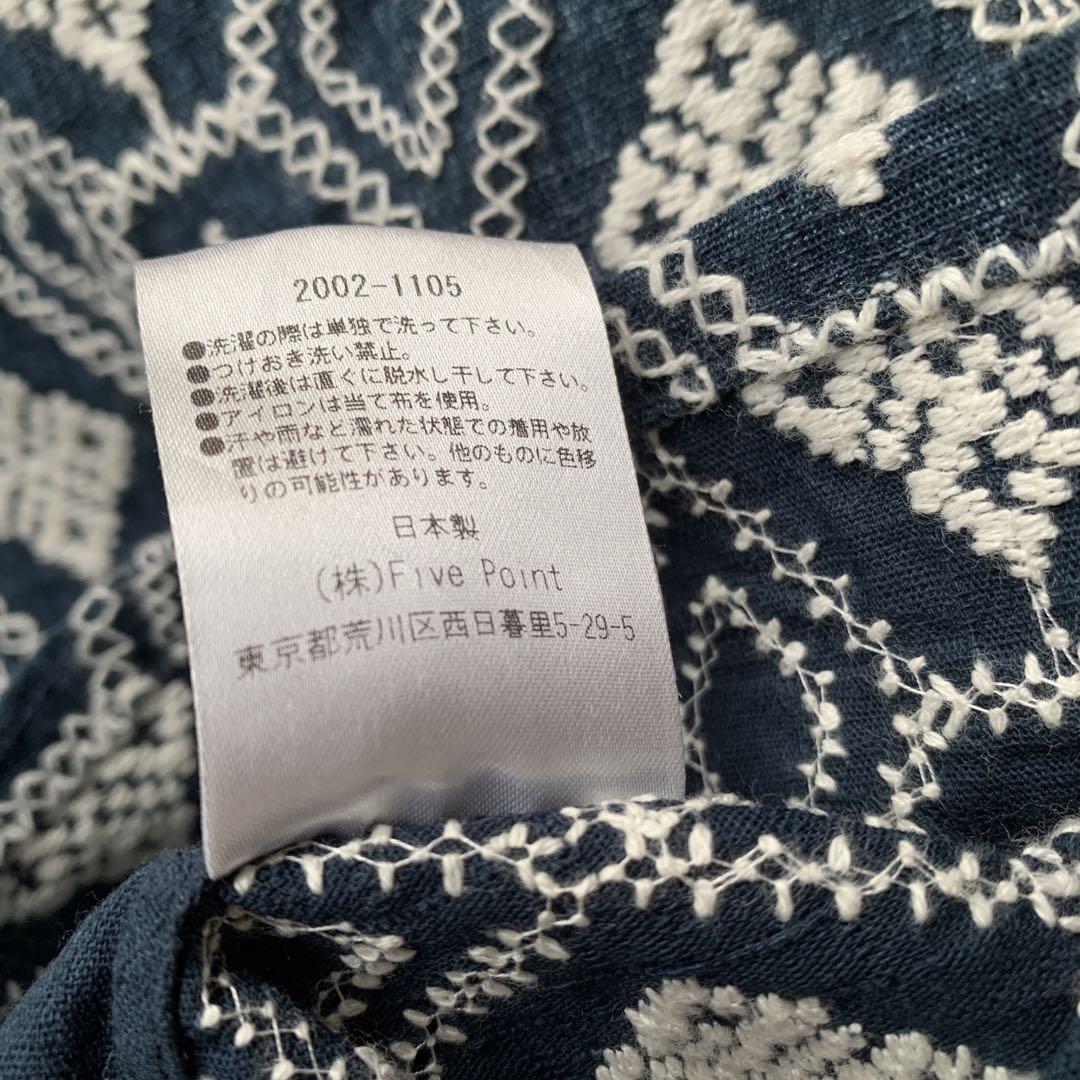 2002-1105
●洗濯の際は単独で洗って下さい。
●つけおき洗い禁止。
●洗濯後は直ぐに脱水し干して下さい。
●アイロンは当て布を使用。
●汗や雨など濡れた状態での着用や放
置は避けて下さい。他のものに色移
りの可能性があります。
日本製
(株)Five Point
東京都荒川区西日暮里5-29-5